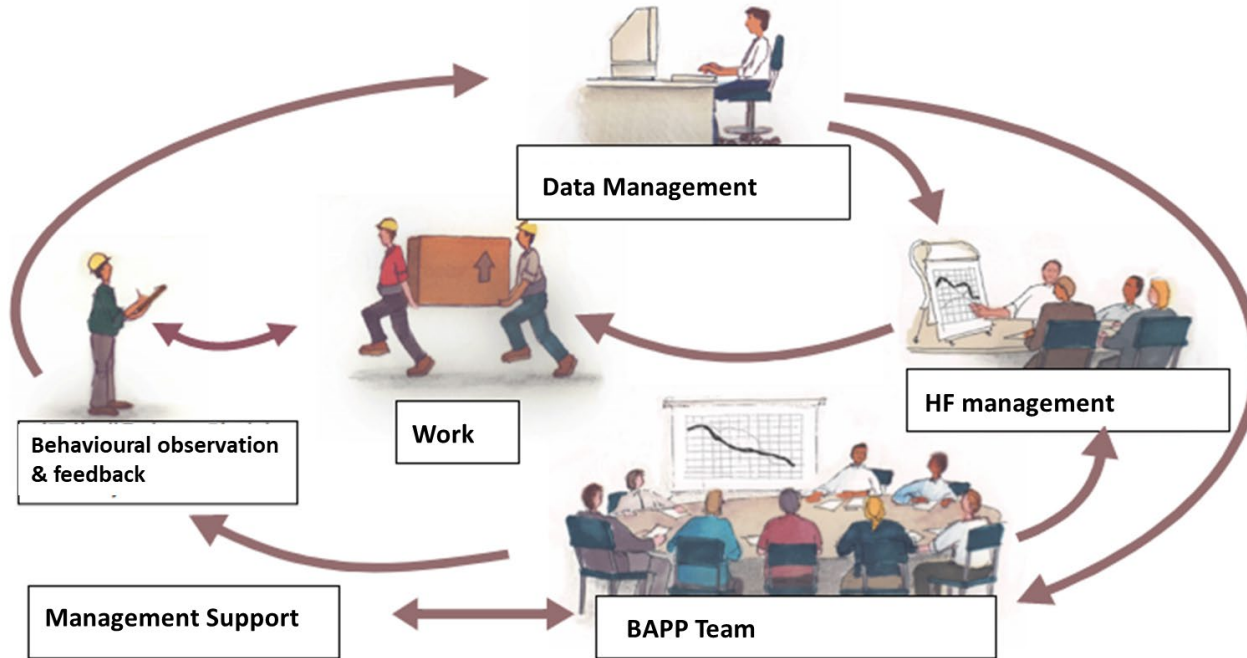 Data Management
Work
HF management
Behavioural observation
& feedback
Management Support
BAPP Team